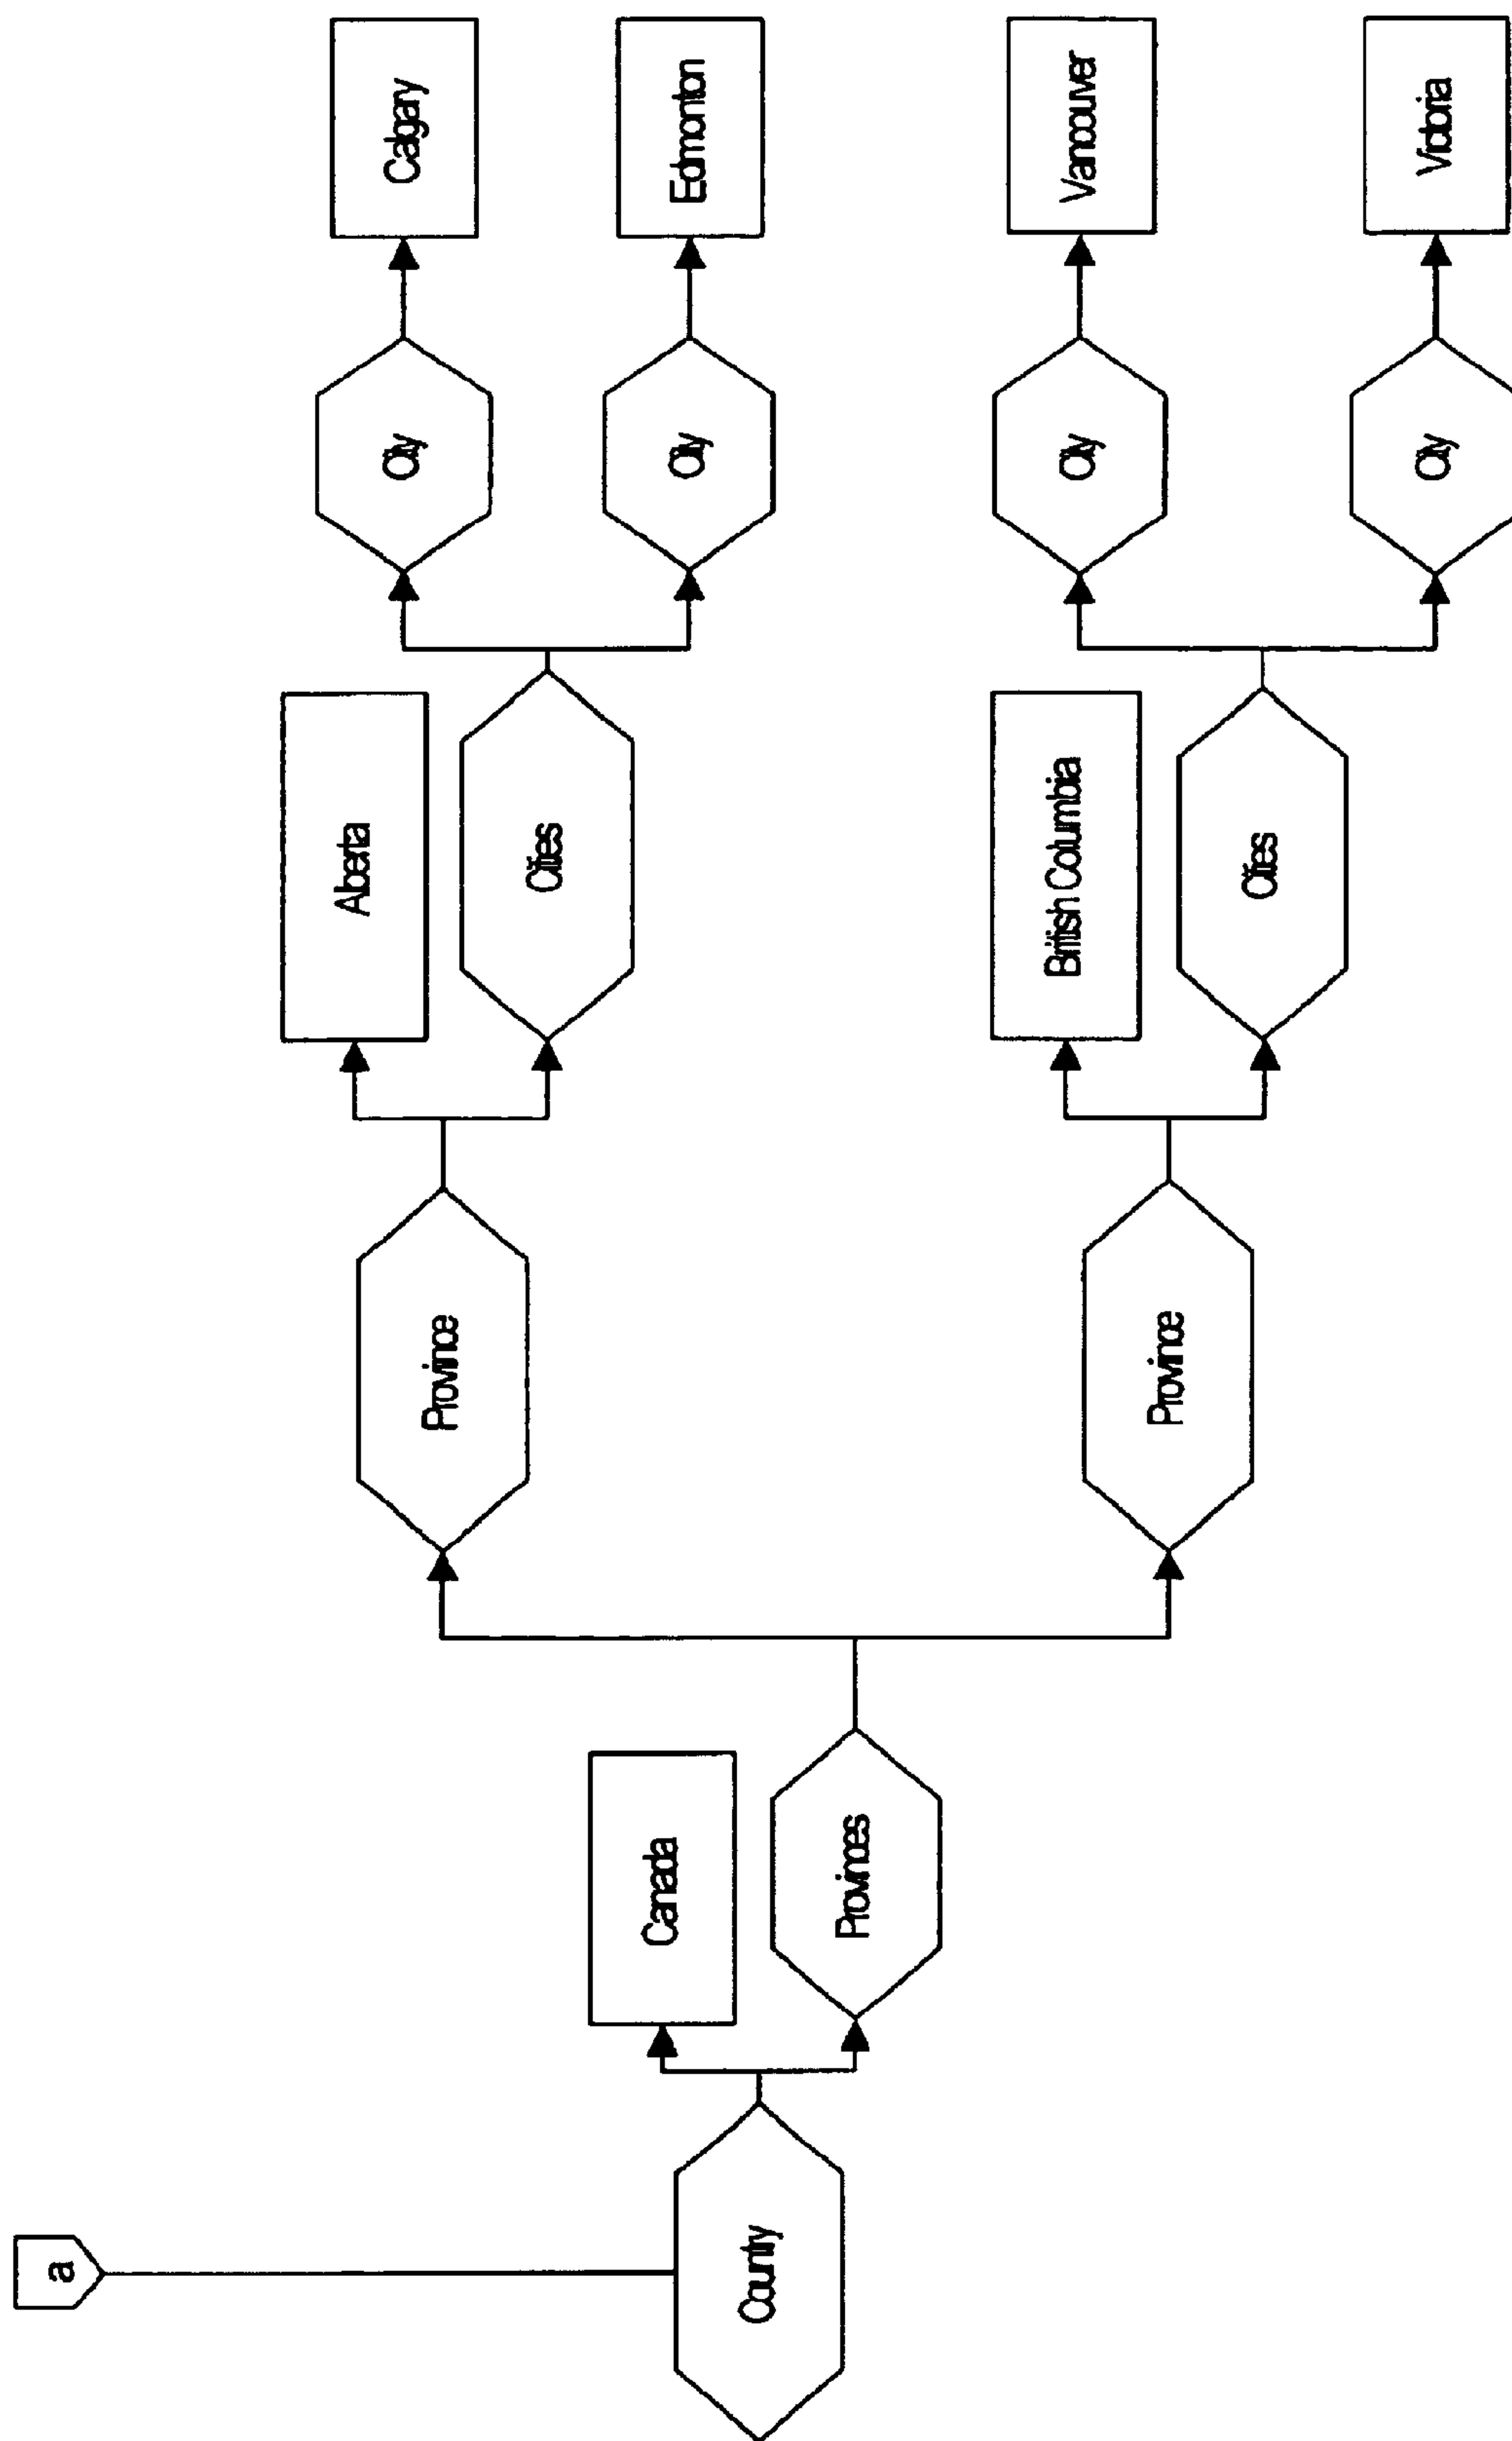 a
Country
Canada
Provinces
Province
Alberta
Cities
City
Calgary
City
Edmonton
Province
British Columbia
Cities
City
Vancouver
City
Victoria